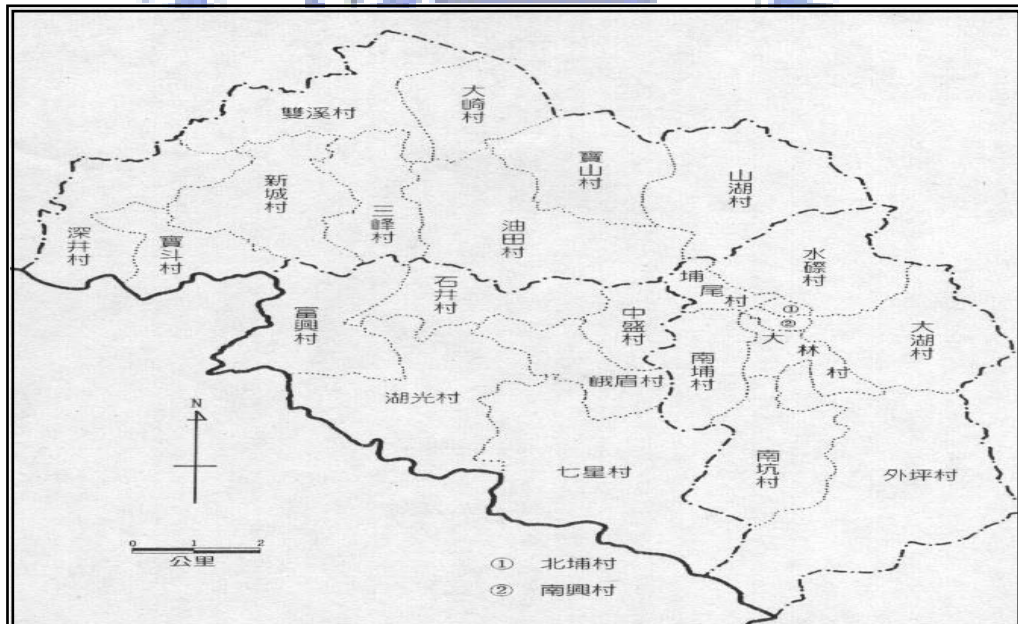 大崎村
雙溪村
寶山村
山湖村
新城村
三峰村
油田村
深井村
寶斗村
水磜村
埔尾村
石井村
富興村
中盛村
①
②
大湖村
大林村
南埔村
峨眉村
湖光村
N
南坑村
七星村
外坪村
0 1 2
公里
① 北埔村
② 南興村